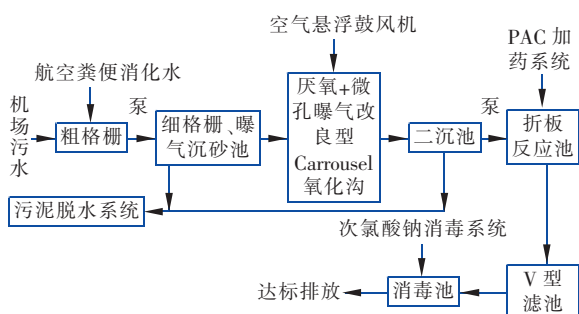 空气悬浮鼓风机
PAC 加
药系统
航空粪便消化水
机场污水
泵
粗格栅
细格栅、曝
气沉砂池
厌氧+微
孔曝气改
良型
Carrousel
氧化沟
二沉池
泵
折板
反应池
污泥脱水系统
次氯酸钠消毒系统
达标排放
消毒池
V 型
滤池